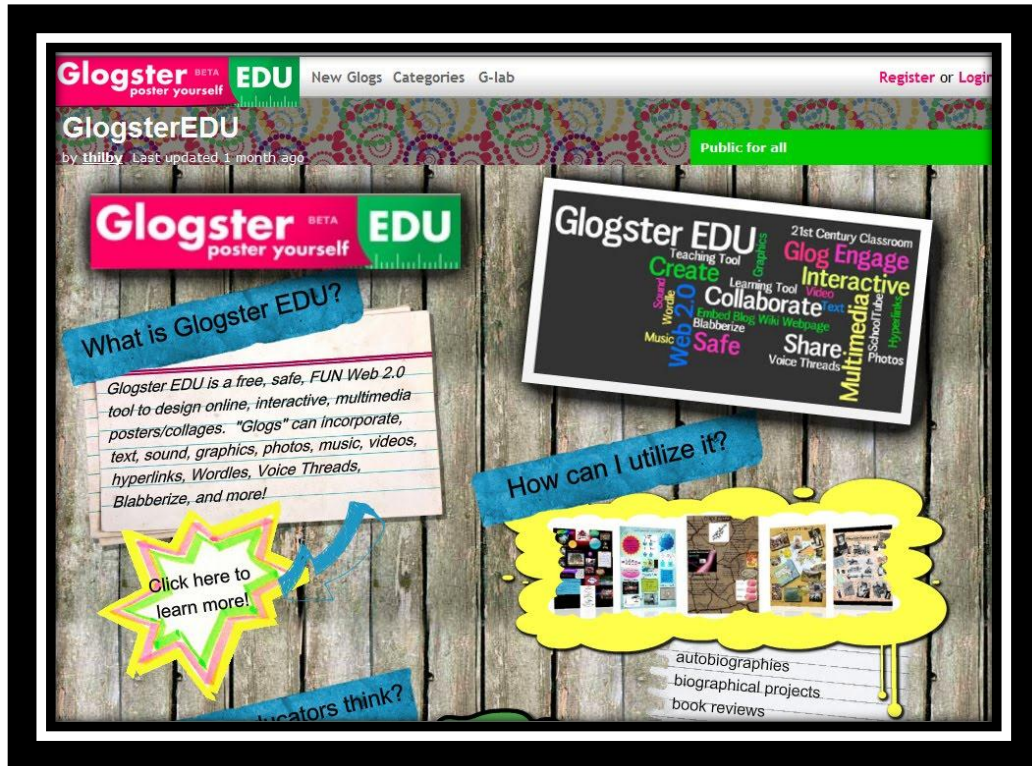 Glogster BETA EDU
poster yourself
New Glogs Categories G-lab
Register or Login
GlogsterEDU
by thilby Last updated 1 month ago
Public for all
Glogster BETA EDU
poster yourself
What is Glogster EDU?
Glogster EDU is a free, safe, FUN Web 2.0
tool to design online, interactive, multimedia
posters/collages. "Glogs" can incorporate,
text, sound, graphics, photos, music, videos,
hyperlinks, Wordles, Voice Threads,
Blabberize, and more!
Click here to
learn more!
Glogster EDU
Graphics
21st Century Classroom
Teaching Tool
Glog Engage
Create
Interactive
Learning Tool
Video
Sound
Wordle
Web 2.0
Collaborate
Text
Embed Blog Wiki Webpage
Blabberize
Music
Safe
Share
Voice Threads
Multimedia
SchoolTube
Hyperlinks
Photos
How can I utilize it?
autobiographies
biographical projects
book reviews
think?